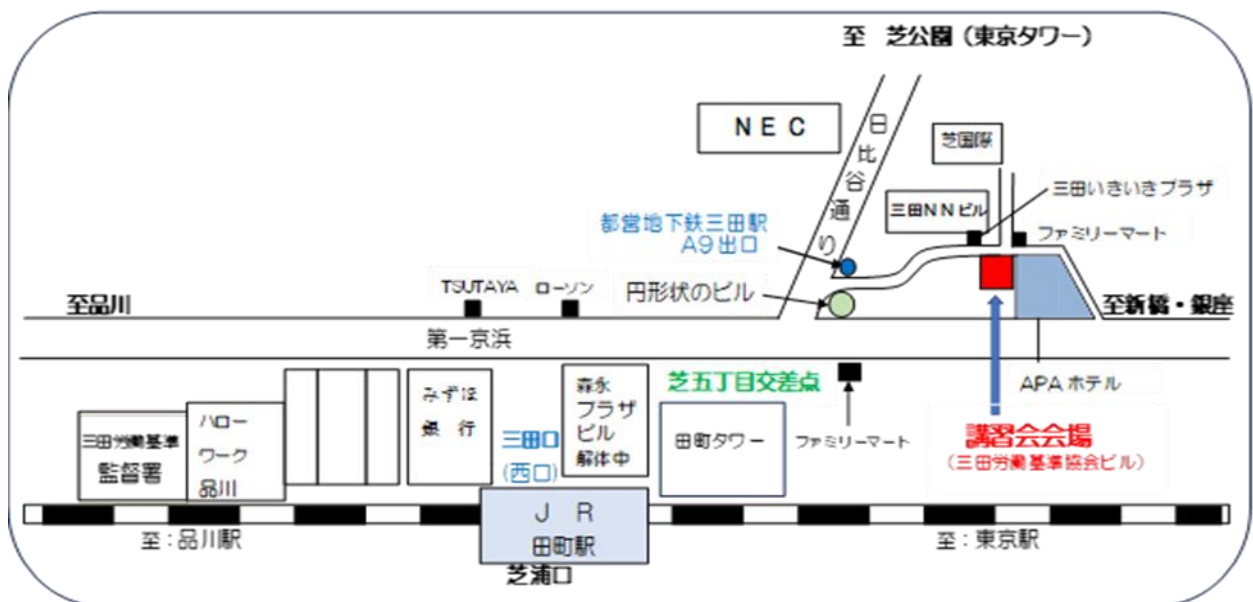 至 芝公園(東京タワー)
NEC
日比谷通り
芝国際
三田いきいきプラザ
三田NNビル
ファミリーマート
都営地下鉄三田駅
A9出口
TSUTAYA
ローソン
円形状のビル
至品川
至新橋・銀座
第一京浜
芝五丁目交差点
APAホテル
みずほ
銀 行
森永
プラザ
ビル
解体中
三田労働基準
監督署
ハロー
ワーク
品川
三田口
(西口)
田町タワー
ファミリーマート
講習会会場
(三田労働基準協会ビル)
J R
田町駅
至:品川駅
至:東京駅
芝浦口